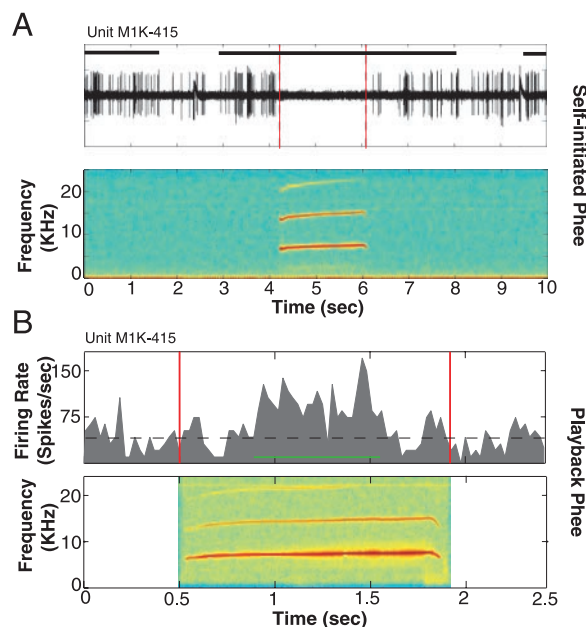 A
Unit M1K-415
Self-initiated Phee
Frequency
(KHz)
20
10
0
0 1 2 3 4 5 6 7 8 9 10
Time (sec)
B
Unit M1K-415
Playback Phee
Firing Rate
(Spikes/sec)
150
75
Frequency
(KHz)
20
10
0
0 0.5 1 1.5 2 2.5
Time (sec)